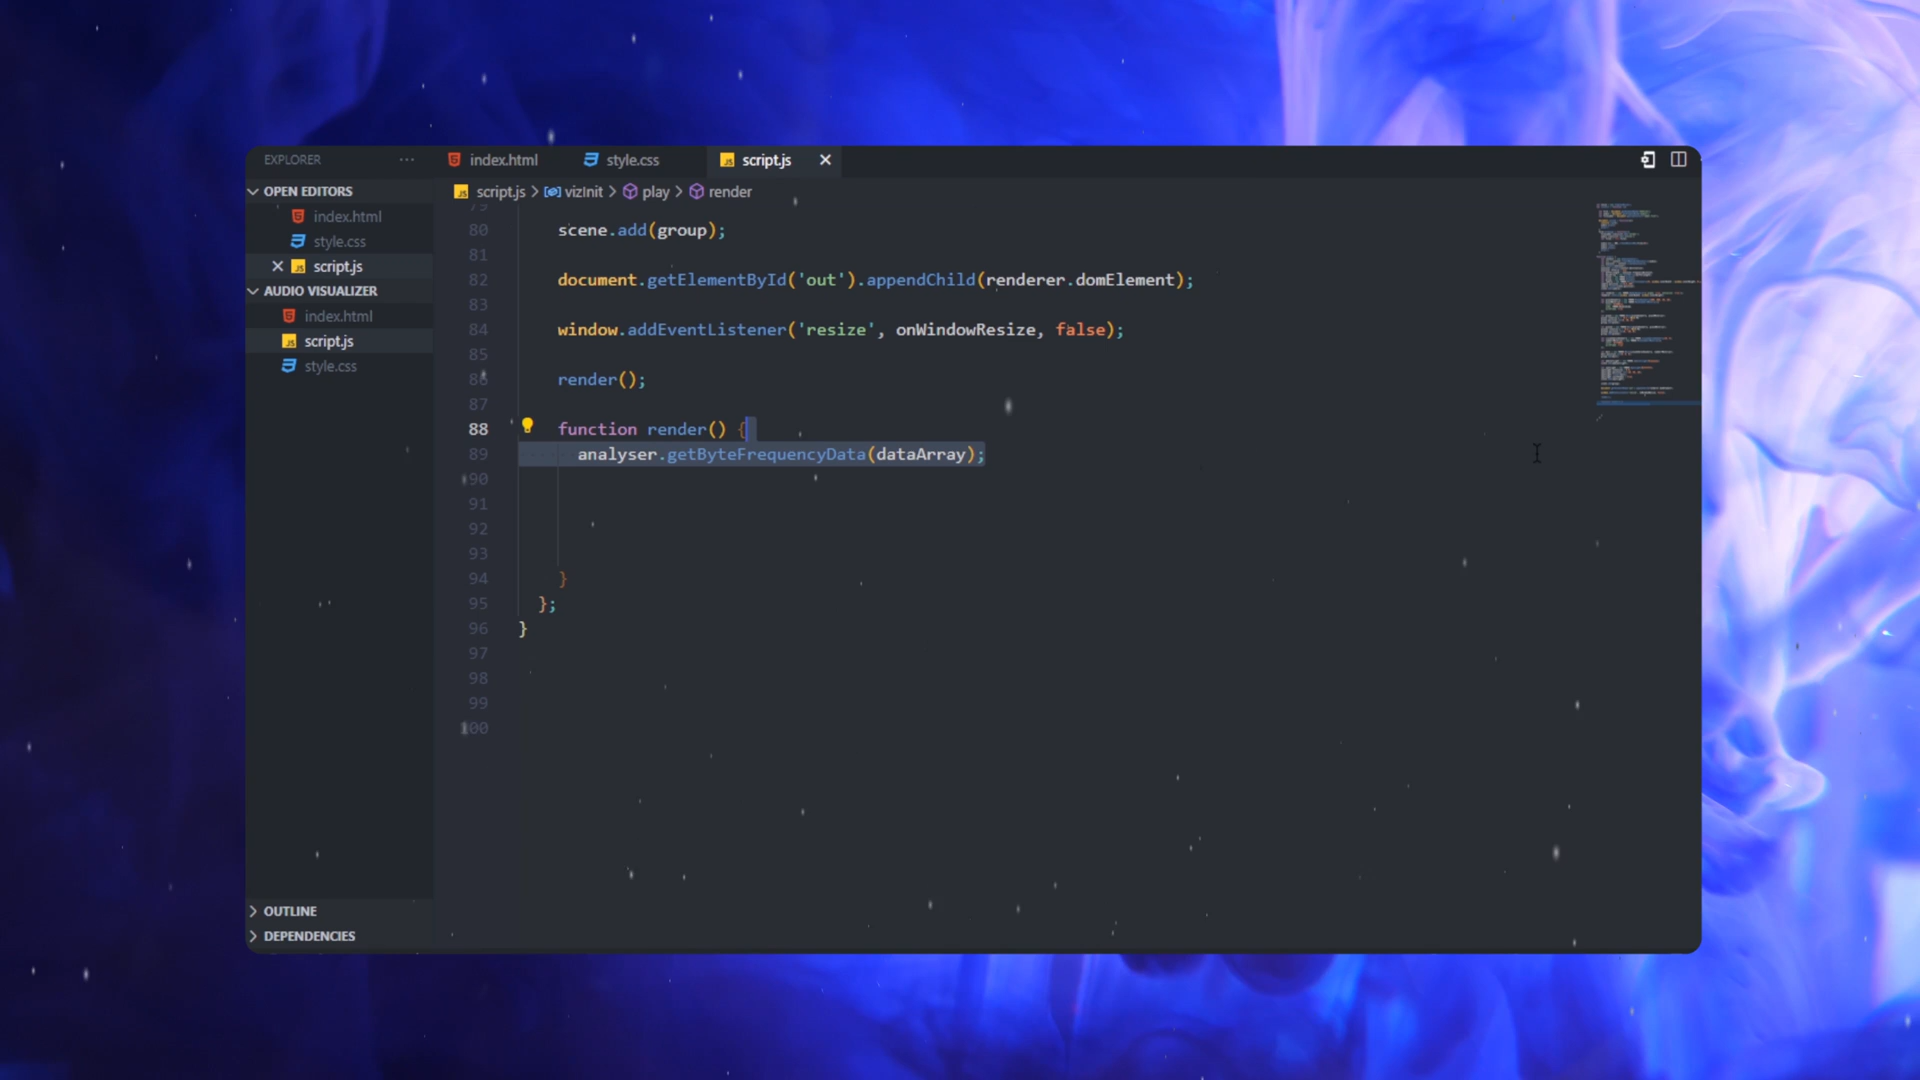 EXPLORER ...
OPEN EDITORS
index.html
style.css
script.js
AUDIO VISUALIZER
index.html
script.js
style.css
OUTLINE
DEPENDENCIES
index.html style.css script.js
script.js > vizInit > play > render
79
80 scene.add(group);
81
82 document.getElementById('out').appendChild(renderer.domElement);
83
84 window.addEventListener('resize', onWindowResize, false);
85
86 render();
87
88 function render() {
89 analyser.getByteFrequencyData(dataArray);
90
91
92
93
94 }
95 };
96 }
97
98
99
100